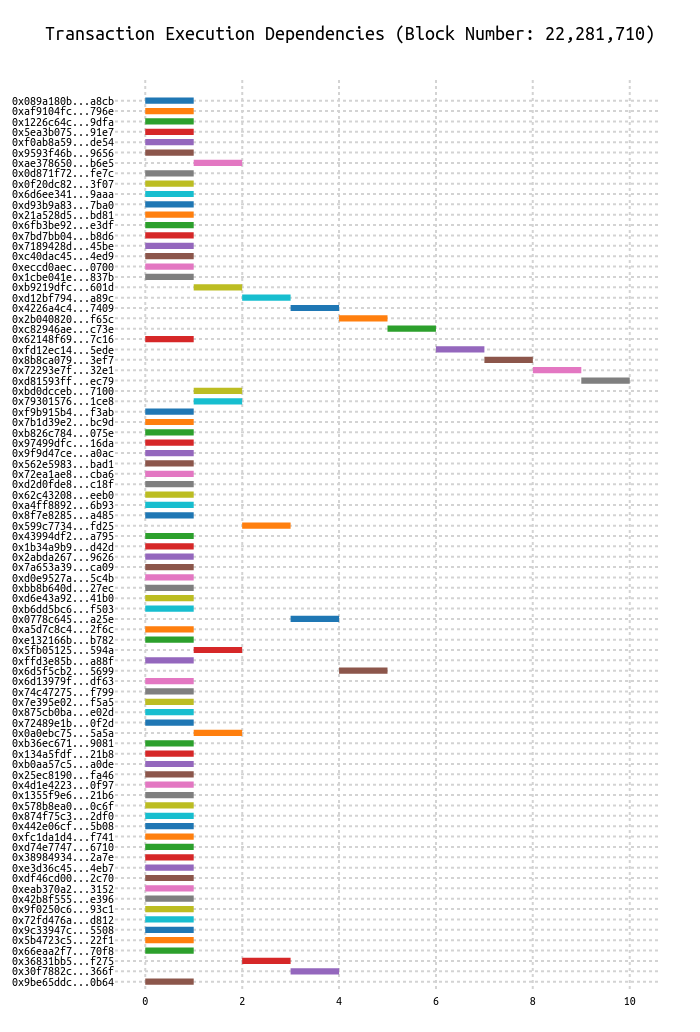 Transaction Execution Dependencies (Block Number: 22,281,710)
0x089a180b...a8cb
0xaf9104fc...796e
0x1226c64c...9dfa
0x5ea3b075...91e7
0xf0ab8a59...de54
0x9593f46b...9656
0xae378650...b6e5
0x0d871f72...fe7c
0x0f20dc82...3f07
0x6d6ee341...9aaa
0xd93b9a83...7ba0
0x21a528d5...bd81
0x6fb3be92...e3df
0x7bd7bb04...b8d6
0x7189428d...45be
0xc40dac45...4ed9
0xeccd0aec...0700
0x1cbe041e...837b
0xb9219dfc...601d
0xd12bf794...a89c
0x4226a4c4...7409
0x2b040820...f65c
0xc82946ae...c73e
0x62148f69...7c16
0xfd12ec14...5ede
0x8b8ca079...3ef7
0x72293e7f...32e1
0xd81593ff...ec79
0xbd0dcceb...7100
0x79301576...1ce8
0xf9b915b4...f3ab
0x7b1d39e2...bc9d
0xb826c784...075e
0x97499dfc...16da
0x9f9d47ce...a0ac
0x562e5983...bad1
0x72ea1ae8...cba6
0xd2d0fde8...c18f
0x62c43208...eeb0
0xa4ff8892...6b93
0x8f7e8285...a485
0x599c7734...fd25
0x43994df2...a795
0x1b34a9b9...d42d
0x2abda267...9626
0x7a653a39...ca09
0xd0e9527a...5c4b
0xbb8b640d...27ec
0xd6e43a92...41b0
0xb6dd5bc6...f503
0x0778c645...a25e
0xa5d7c8c4...2f6c
0xe132166b...b782
0x5fb05125...594a
0xffd3e85b...a88f
0x6d5f5cb2...5699
0x6d13979f...df63
0x74c47275...f799
0x7e395e02...f5a5
0x875cb0ba...e02d
0x72489e1b...0f2d
0x0a0ebc75...5a5a
0xb36ec671...9081
0x134a5fdf...21b8
0xb0aa57c5...a0de
0x25ec8190...fa46
0x4d1e4223...0f97
0x1355f9e6...21b6
0x578b8ea0...0c6f
0x874f75c3...2df0
0x442e06cf...5b08
0xfc1da1d4...f741
0xd74e7747...6710
0x38984934...2a7e
0xe3d36c45...4eb7
0xdf46cd00...2c70
0xeab370a2...3152
0x42b8f555...e396
0x9f0250c6...93c1
0x72fd476a...d812
0x9c33947c...5508
0x5b4723c5...22f1
0x66eaa2f7...70f8
0x36831bb5...f275
0x30f7882c...366f
0x9be65ddc...0b64
0 2 4 6 8 10